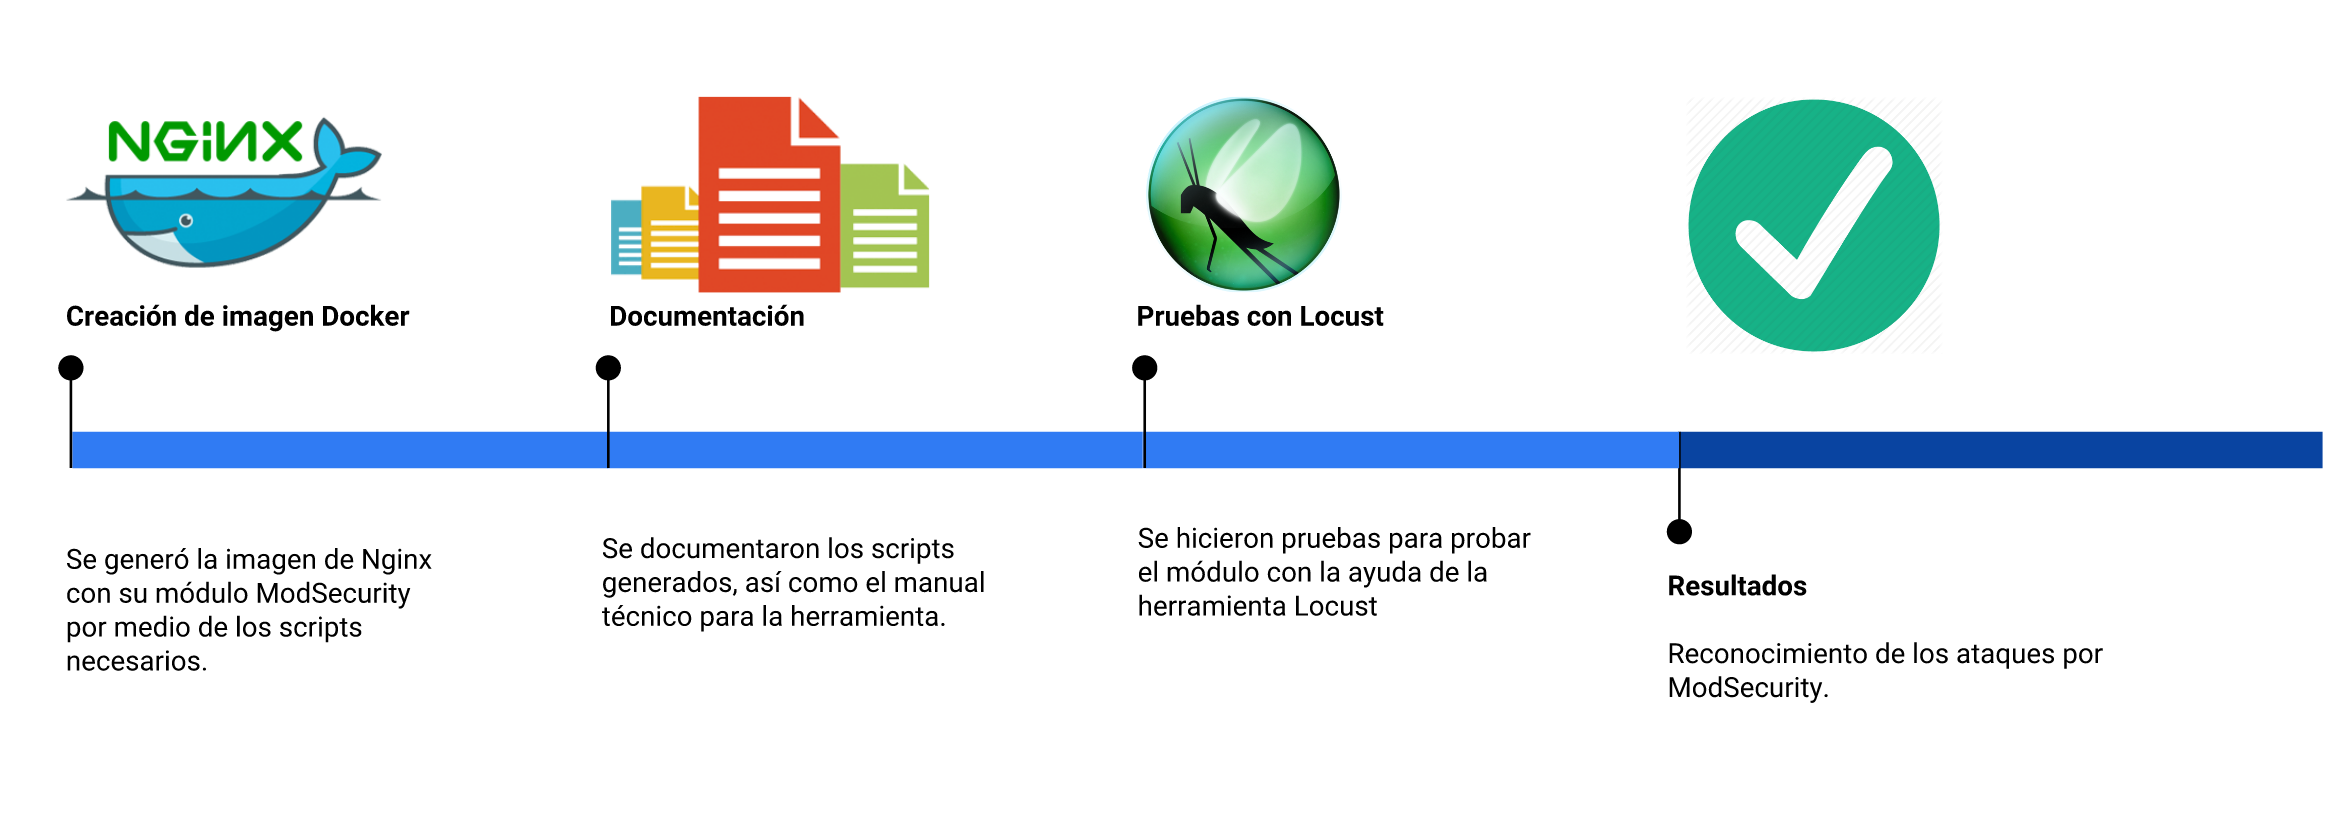 NGiNX
Creación de imagen Docker
Se generó la imagen de Nginx
con su módulo ModSecurity
por medio de los scripts
necesarios.
Documentación
Se documentaron los scripts
generados, así como el manual
técnico para la herramienta.
Pruebas con Locust
Se hicieron pruebas para probar
el módulo con la ayuda de la
herramienta Locust
Resultados
Reconocimiento de los ataques por
ModSecurity.